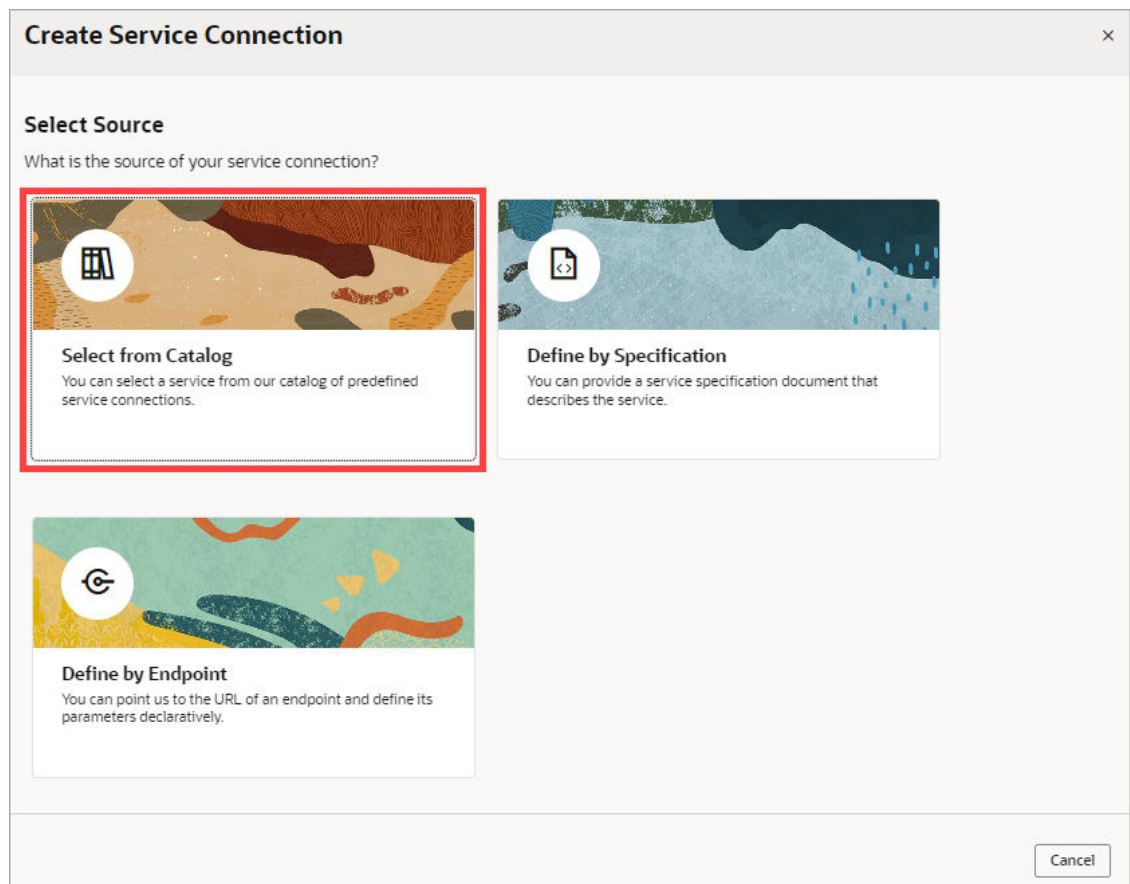 Create Service Connection
×
Select Source
What is the source of your service connection?
Select from Catalog
You can select a service from our catalog of predefined
service connections.
Define by Specification
You can provide a service specification document that
describes the service.
Define by Endpoint
You can point us to the URL of an endpoint and define its
parameters declaratively.
Cancel